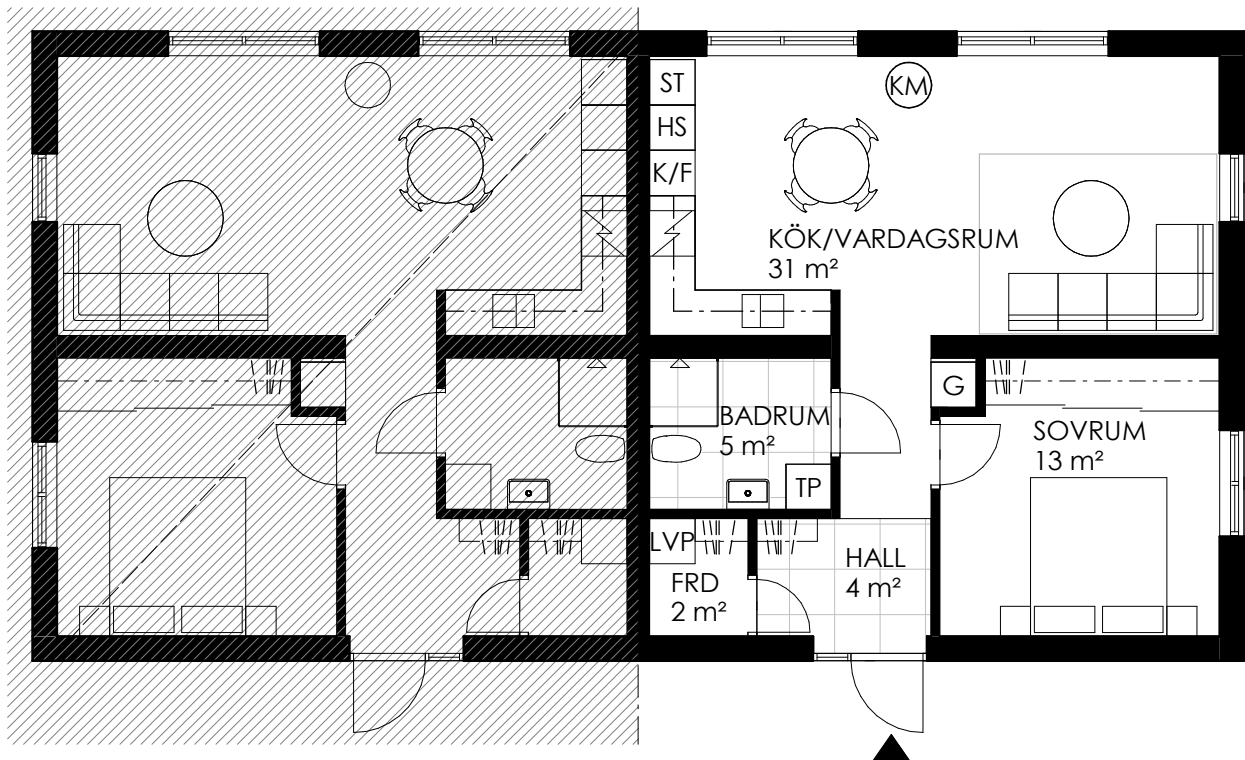 ST
KM
HS
K/F
KÖK/VARDAGSRUM
31 m²
G
BADRUM
5 m²
SOVRUM
13 m²
TP
LVP
HALL
4 m²
FRD
2 m²